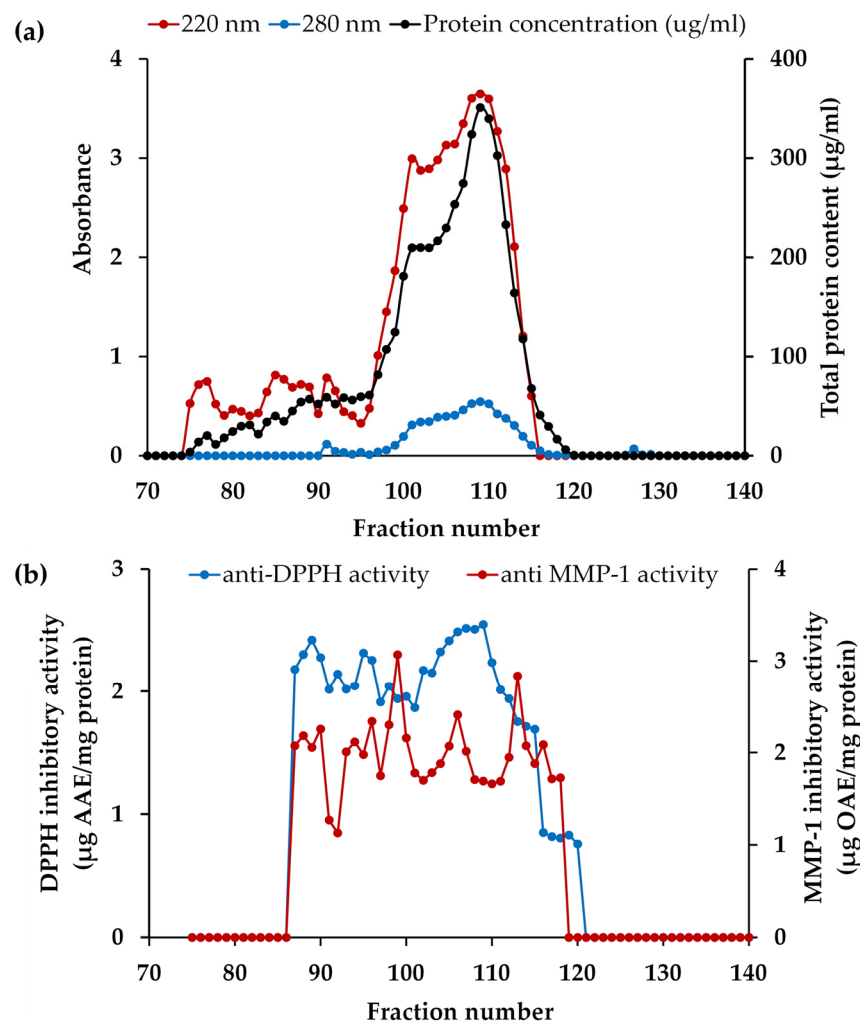 (a)
220 nm 280 nm Protein concentration (ug/ml)
Absorbance
4
3
2
1
0
Total protein content (µg/ml)
400
300
200
100
0
70 80 90 100 110 120 130 140
Fraction number
(b)
anti-DPPH activity anti MMP-1 activity
DPPH inhibitory activity
(µg AAE/mg protein)
3
2
1
0
MMP-1 inhibitory activity
(µg OAE/mg protein)
4
3
2
1
0
70 80 90 100 110 120 130 140
Fraction number